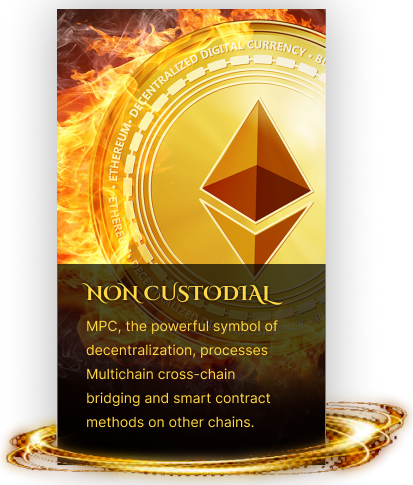 ETHEREUM • DECENTRALIZED DIGITAL CURRENCY •
NON CUSTODIAL
MPC, the powerful symbol of
decentralization, processes
Multichain cross-chain
bridging and smart contract
methods on other chains.